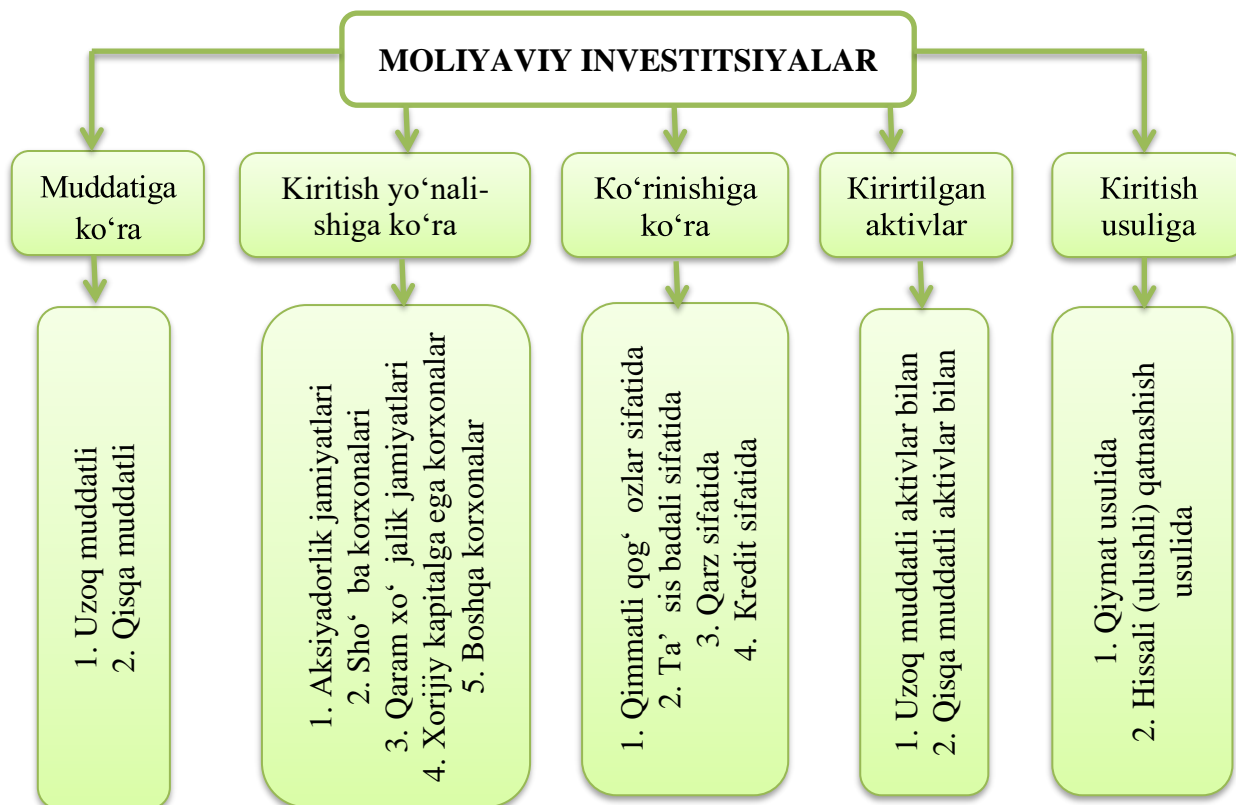 MOLIYAVIY INVESTITSIYALAR
Muddatiga
ko‘ra
Kiritish yo‘nali-
shiga ko‘ra
Ko‘rinishiga
ko‘ra
Kirirtilgan
aktivlar
Kiritish
usuliga
1. Uzoq muddatli
2. Qisqa muddatli
1. Aksiyadorlik jamiyatlari
2. Sho‘ ba korxonalari
3. Qaram xo‘ jalik jamiyatlari
4. Xorijiy kapitalga ega korxonalar
5. Boshqa korxonalar
1. Qimmatli qog‘ ozlar sifatida
2. Ta’ sis badali sifatida
3. Qarz sifatida
4. Kredit sifatida
1. Uzoq muddatli aktivlar bilan
2. Qisqa muddatli aktivlar bilan
1. Qiymat usulida
2. Hissali (ulushli) qatnashish
usulida